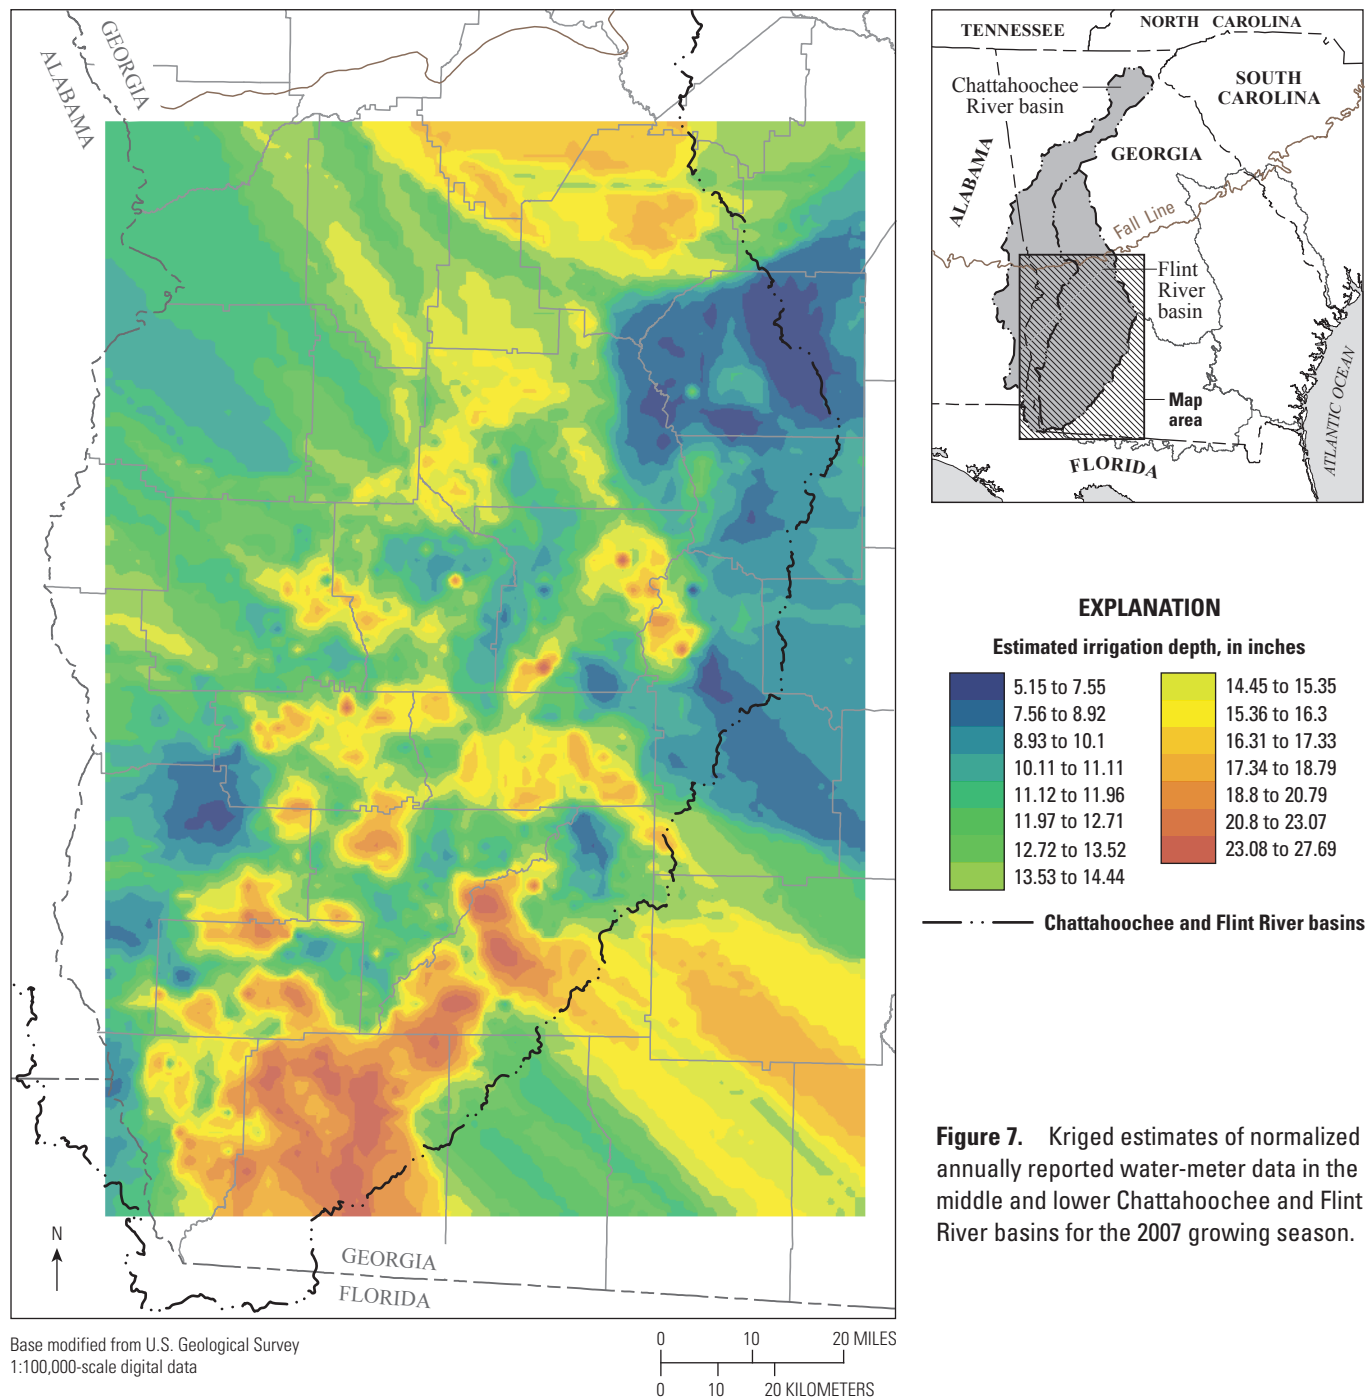 GEORGIA
ALABAMA
N
GEORGIA
FLORIDA
Base modified from U.S. Geological Survey
1:100,000-scale digital data
0 10 20 MILES
0 10 20 KILOMETERS
TENNESSEE
NORTH CAROLINA
Chattahoochee
River basin
SOUTH
CAROLINA
ALABAMA
GEORGIA
Fall Line
Flint
River
basin
Map
area
ATLANTIC OCEAN
FLORIDA
EXPLANATION
Estimated irrigation depth, in inches
5.15 to 7.55
7.56 to 8.92
8.93 to 10.1
10.11 to 11.11
11.12 to 11.96
11.97 to 12.71
12.72 to 13.52
13.53 to 14.44
14.45 to 15.35
15.36 to 16.3
16.31 to 17.33
17.34 to 18.79
18.8 to 20.79
20.8 to 23.07
23.08 to 27.69
Chattahoochee and Flint River basins
Figure 7. Kriged estimates of normalized
annually reported water-meter data in the
middle and lower Chattahoochee and Flint
River basins for the 2007 growing season.